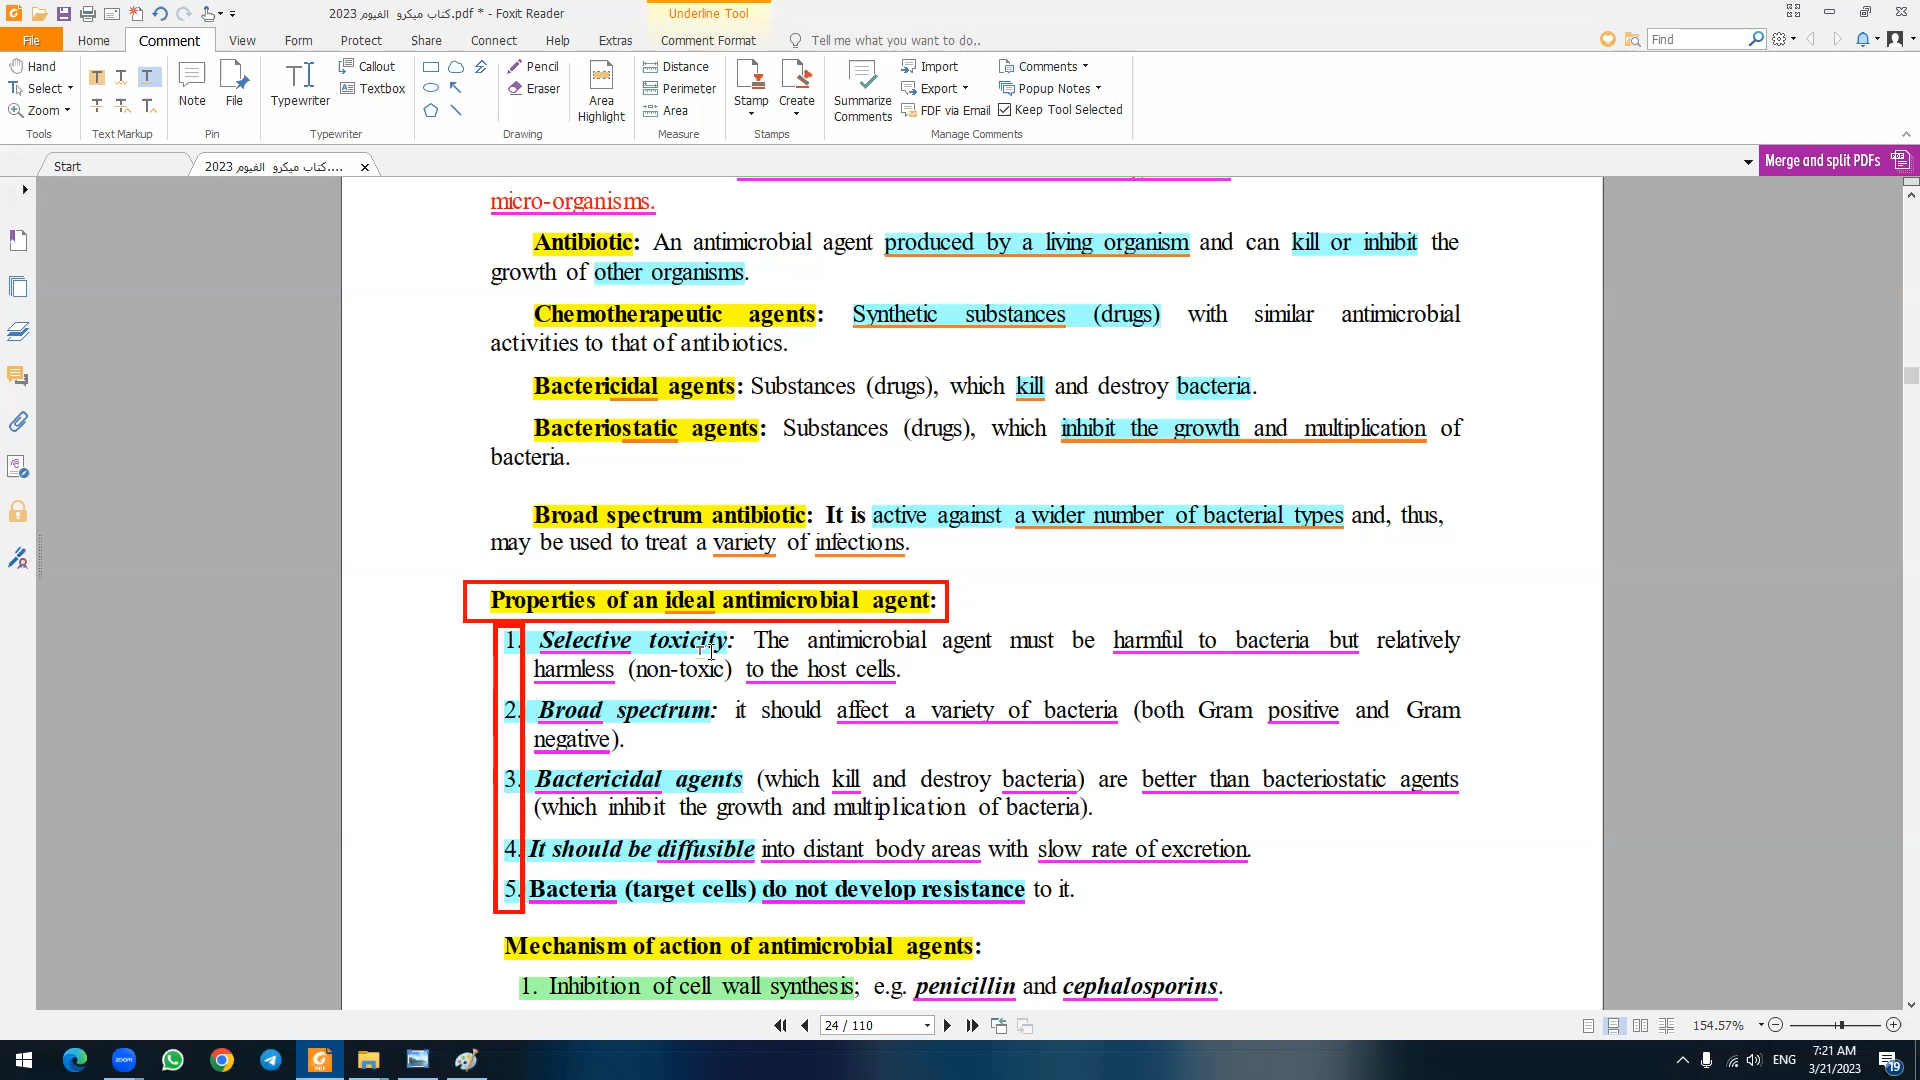 كتاب ميكرو الفيوم 2023.pdf * - Foxit Reader
Underline Tool
File Home Comment View Form Protect Share Connect Help Extras Comment Format Tell me what you want to do.. Find
Hand
Select
Zoom
Tools
Text Markup
Note
File
Pin
Typewriter
Callout
Textbox
Typewriter
Pencil
Eraser
Area
Highlight
Drawing
Distance
Perimeter
Area
Measure
Stamp
Create
Stamps
Summarize
Comments
Import
Export
FDF via Email
Comments
Popup Notes
Keep Tool Selected
Manage Comments
Start
كتاب ميكرو الفيوم 2023....
Merge and split PDFs
micro-organisms.
Antibiotic: An antimicrobial agent produced by a living organism and can kill or inhibit the
growth of other organisms.
Chemotherapeutic agents: Synthetic substances (drugs) with similar antimicrobial
activities to that of antibiotics.
Bactericidal agents: Substances (drugs), which kill and destroy bacteria.
Bacteriostatic agents: Substances (drugs), which inhibit the growth and multiplication of
bacteria.
Broad spectrum antibiotic: It is active against a wider number of bacterial types and, thus,
may be used to treat a variety of infections.
Properties of an ideal antimicrobial agent:
1. Selective toxicity: The antimicrobial agent must be harmful to bacteria but relatively
harmless (non-toxic) to the host cells.
2. Broad spectrum: it should affect a variety of bacteria (both Gram positive and Gram
negative).
3. Bactericidal agents (which kill and destroy bacteria) are better than bacteriostatic agents
(which inhibit the growth and multiplication of bacteria).
4. It should be diffusible into distant body areas with slow rate of excretion.
5. Bacteria (target cells) do not develop resistance to it.
Mechanism of action of antimicrobial agents:
1. Inhibition of cell wall synthesis; e.g. penicillin and cephalosporins.
24 / 110
154.57%
zoom
ENG
7:21 AM
3/21/2023
19